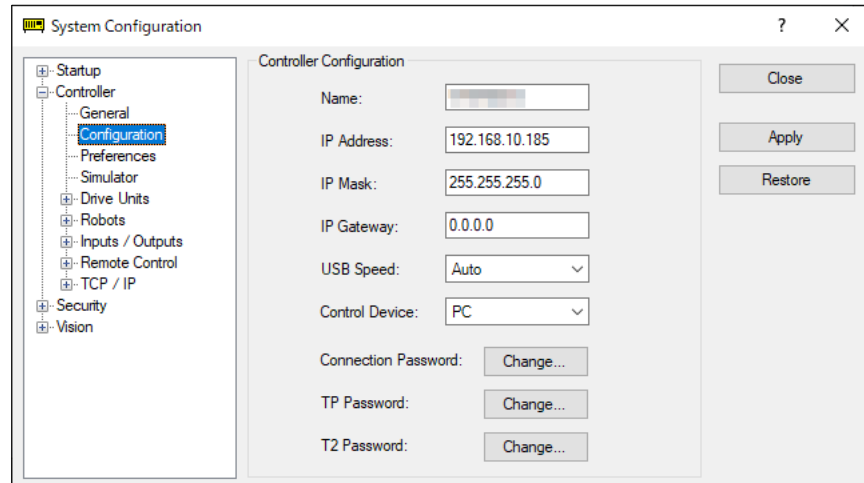 System Configuration
?
Startup
Controller
General
Configuration
Preferences
Simulator
Drive Units
Robots
Inputs / Outputs
Remote Control
TCP / IP
Security
Vision
Controller Configuration
Name:
IP Address: 192.168.10.185
IP Mask: 255.255.255.0
IP Gateway: 0.0.0.0
USB Speed: Auto
Control Device: PC
Connection Password: Change...
TP Password: Change...
T2 Password: Change...
Close
Apply
Restore